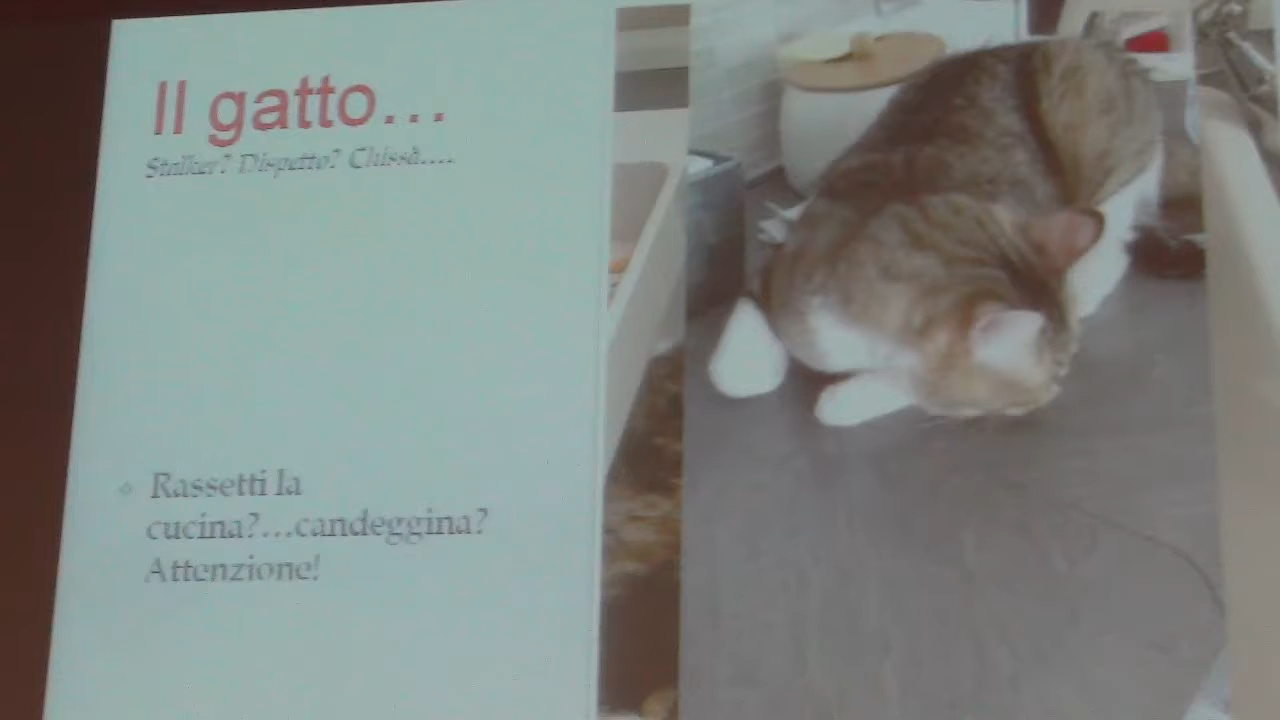 Il gatto...
Stalker? Dispetto? Chissà....
Rassetti la
cucina?...candeggina?
Attenzione!